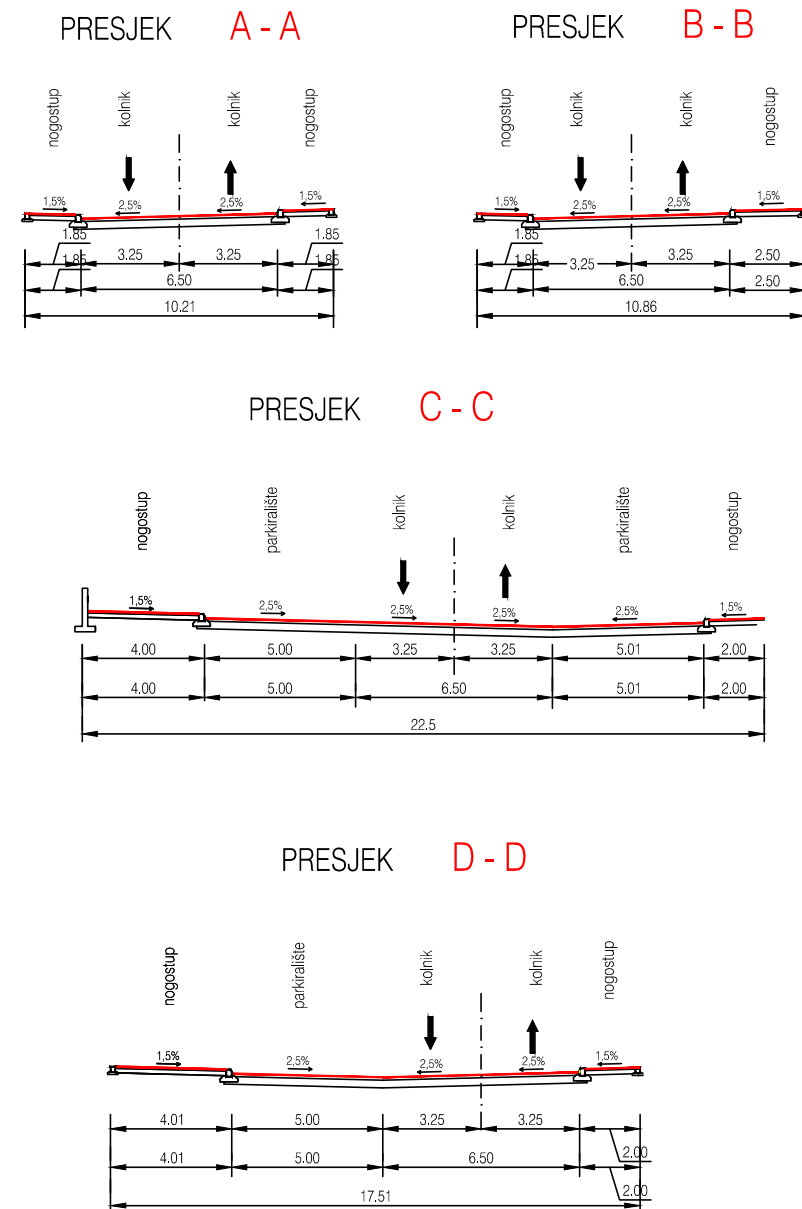 PRESJEK A - A
nogostup kolnik kolnik nogostup
1,5% 2,5% 2,5% 1,5%
1.85 3.25 3.25 1.85
1.85 6.50 1.85
10.21
PRESJEK B - B
nogostup kolnik kolnik nogostup
1,5% 2,5% 2,5% 1,5%
1.85 3.25 3.25 2.50
1.85 6.50 2.50
10.86
PRESJEK C - C
nogostup parkiralište kolnik kolnik parkiralište nogostup
1,5% 2,5% 2,5% 2,5% 2,5% 1,5%
4.00 5.00 3.25 3.25 5.01 2.00
4.00 5.00 6.50 5.01 2.00
22.5
PRESJEK D - D
nogostup parkiralište kolnik kolnik nogostup
1,5% 2,5% 2,5% 2,5% 1,5%
4.01 5.00 3.25 3.25 2.00
4.01 5.00 6.50 2.00
17.51